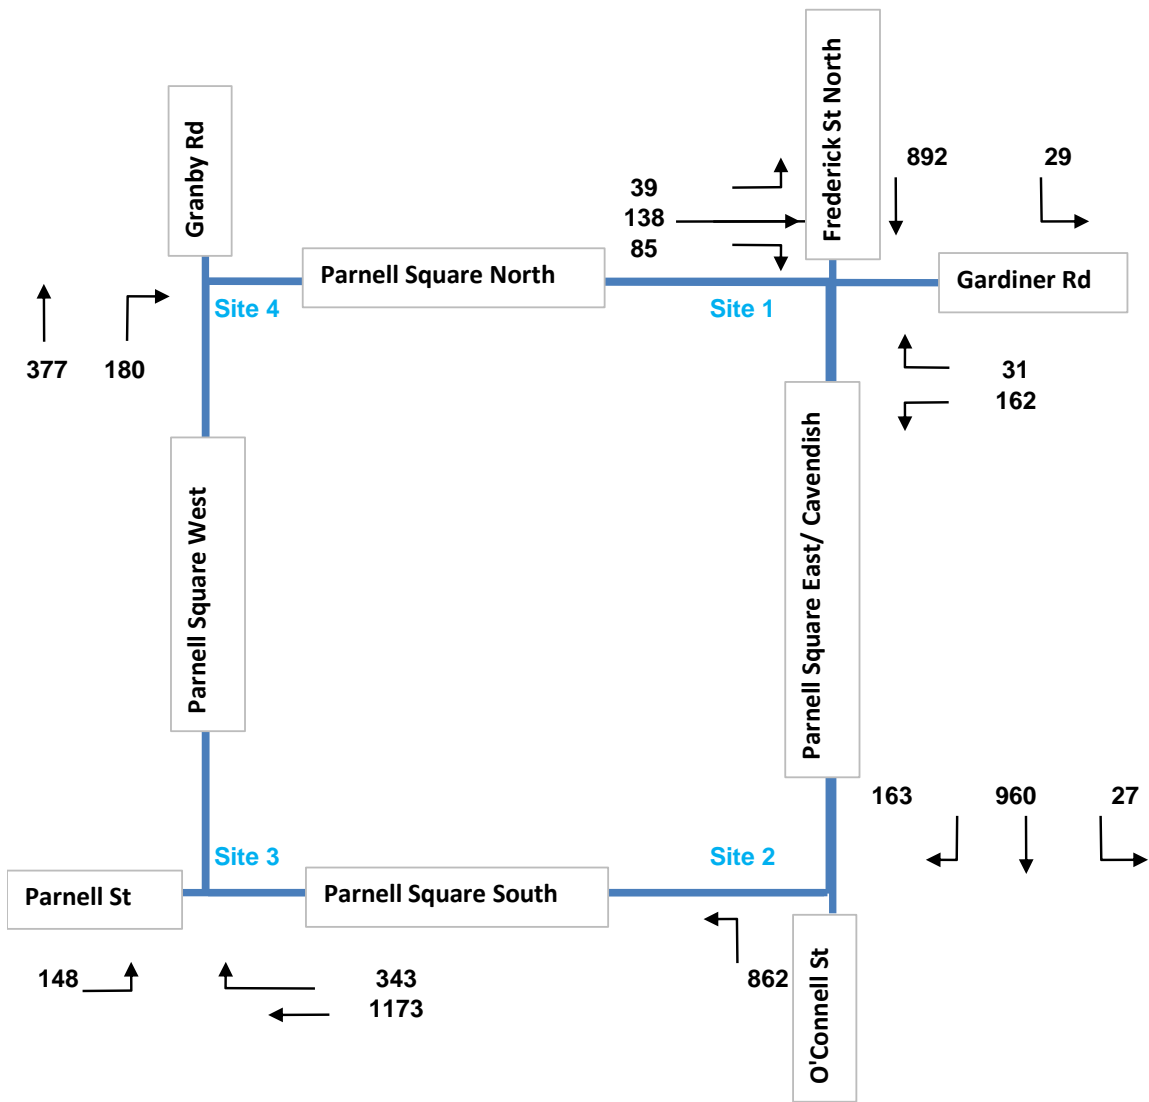 Frederick St North
892
29
Granby Rd
39
138
85
Parnell Square North
Gardiner Rd
Site 4
Site 1
377
180
31
162
Parnell Square West
Parnell Square East/ Cavendish
163
960
27
Site 3
Site 2
Parnell St
Parnell Square South
148
343
1173
862
O'Connell St